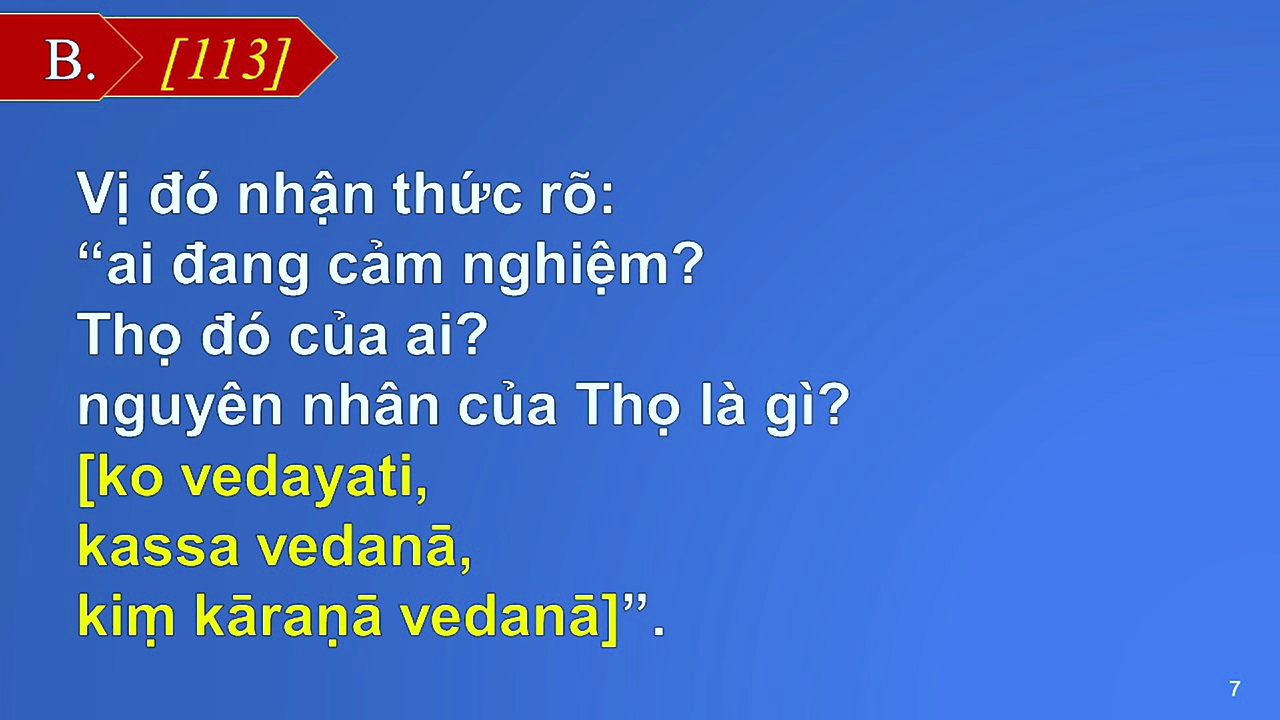 B. [113]
Vị đó nhận thức rõ:
“ai đang cảm nghiệm?
Thọ đó của ai?
nguyên nhân của Thọ là gì?
[ko vedayati,
kassa vedanā,
kiṃ kāraṇā vedanā]”.
7